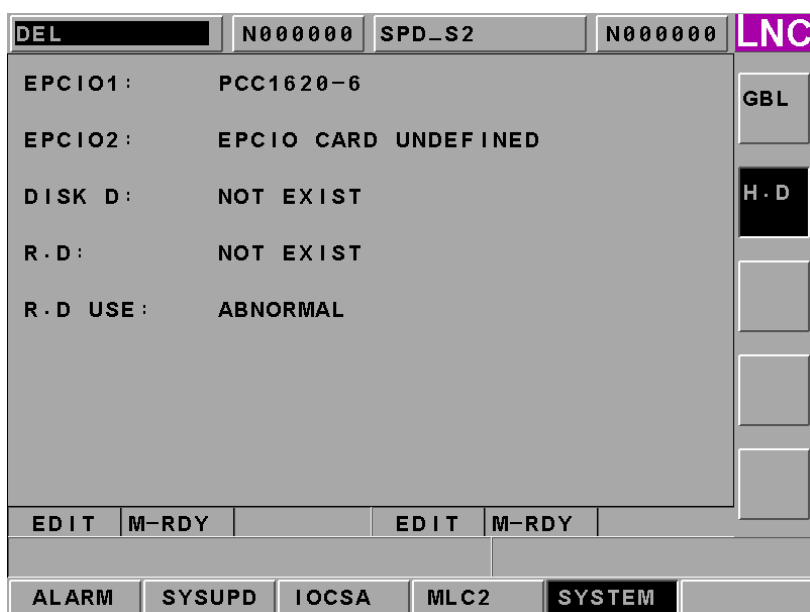 DEL N000000 SPD_S2 N000000 LNC
EPCIO1: PCC1620-6
GBL
EPCIO2: EPCIO CARD UNDEFINED
DISK D: NOT EXIST
H.D
R.D: NOT EXIST
R.D USE: ABNORMAL
EDIT M-RDY EDIT M-RDY
ALARM SYSUPD IOCSA MLC2 SYSTEM